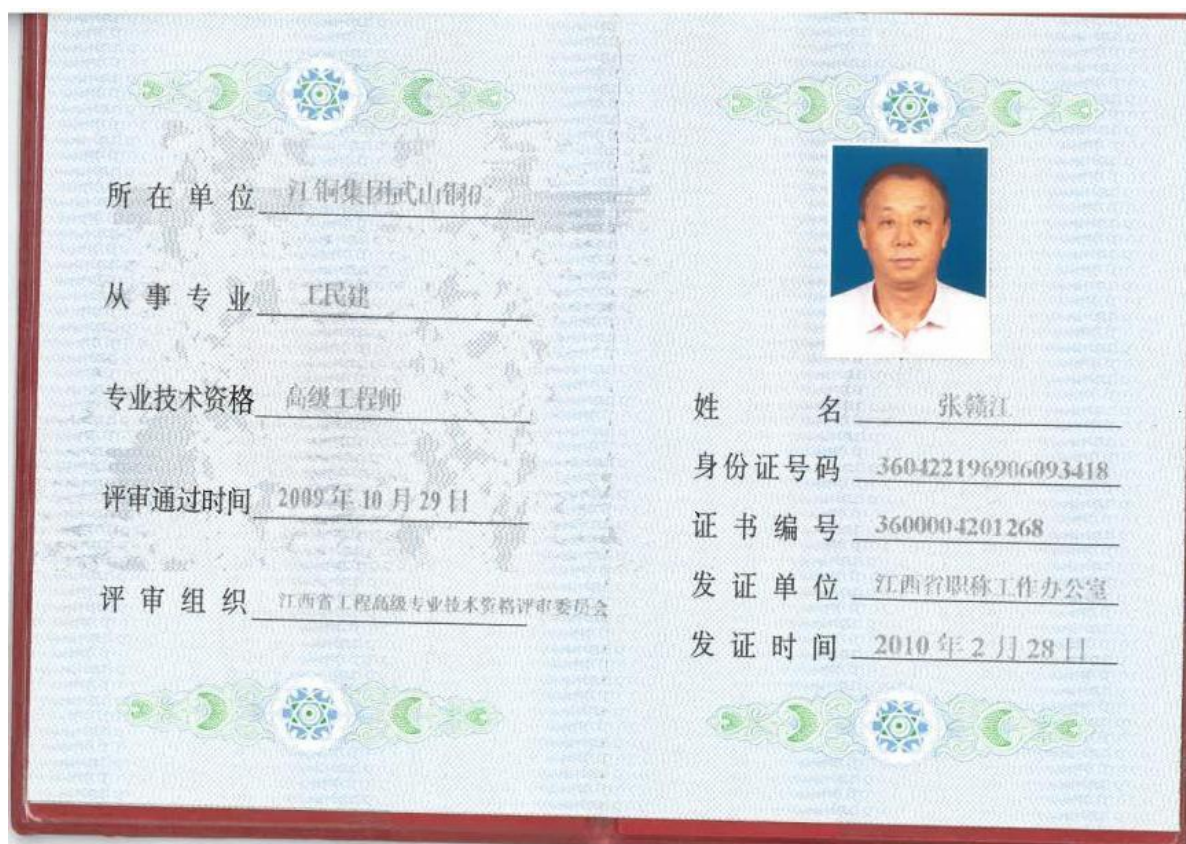 所在单位 江铜集团武山铜
从事专业 工民建
专业技术资格 高级工程师
评审通过时间 2009年10月29日
评审组织 江西省工程高级专业技术资格评审委员会
姓名 张赣江
身份证号码 360422196906093418
证书编号 3600004201268
发证单位 江西省职称工作办公室
发证时间 2010年2月28日